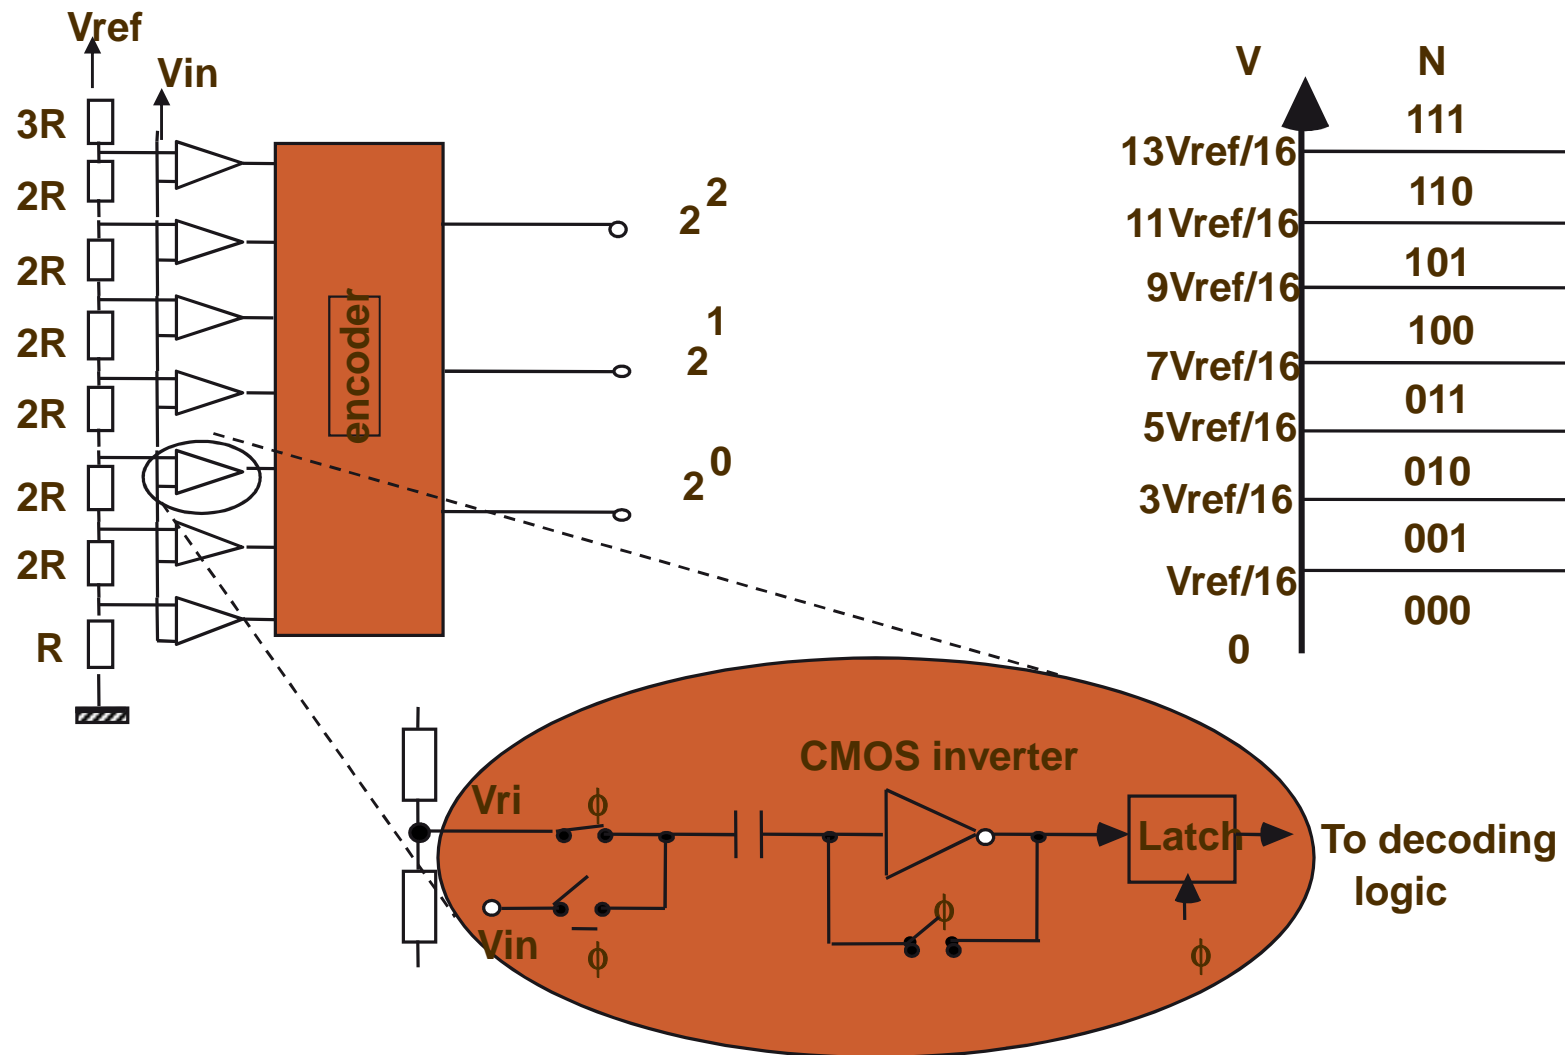 Vref
Vin
3R
2R
2R
2R
2R
2R
2R
R
encoder
2^2
2^1
2^0
V N
111
13Vref/16
110
11Vref/16
101
9Vref/16
100
7Vref/16
011
5Vref/16
010
3Vref/16
001
Vref/16
000
0
CMOS inverter
Vri
ϕ
Latch
To decoding
logic
ϕ
Vin
ϕ
ϕ